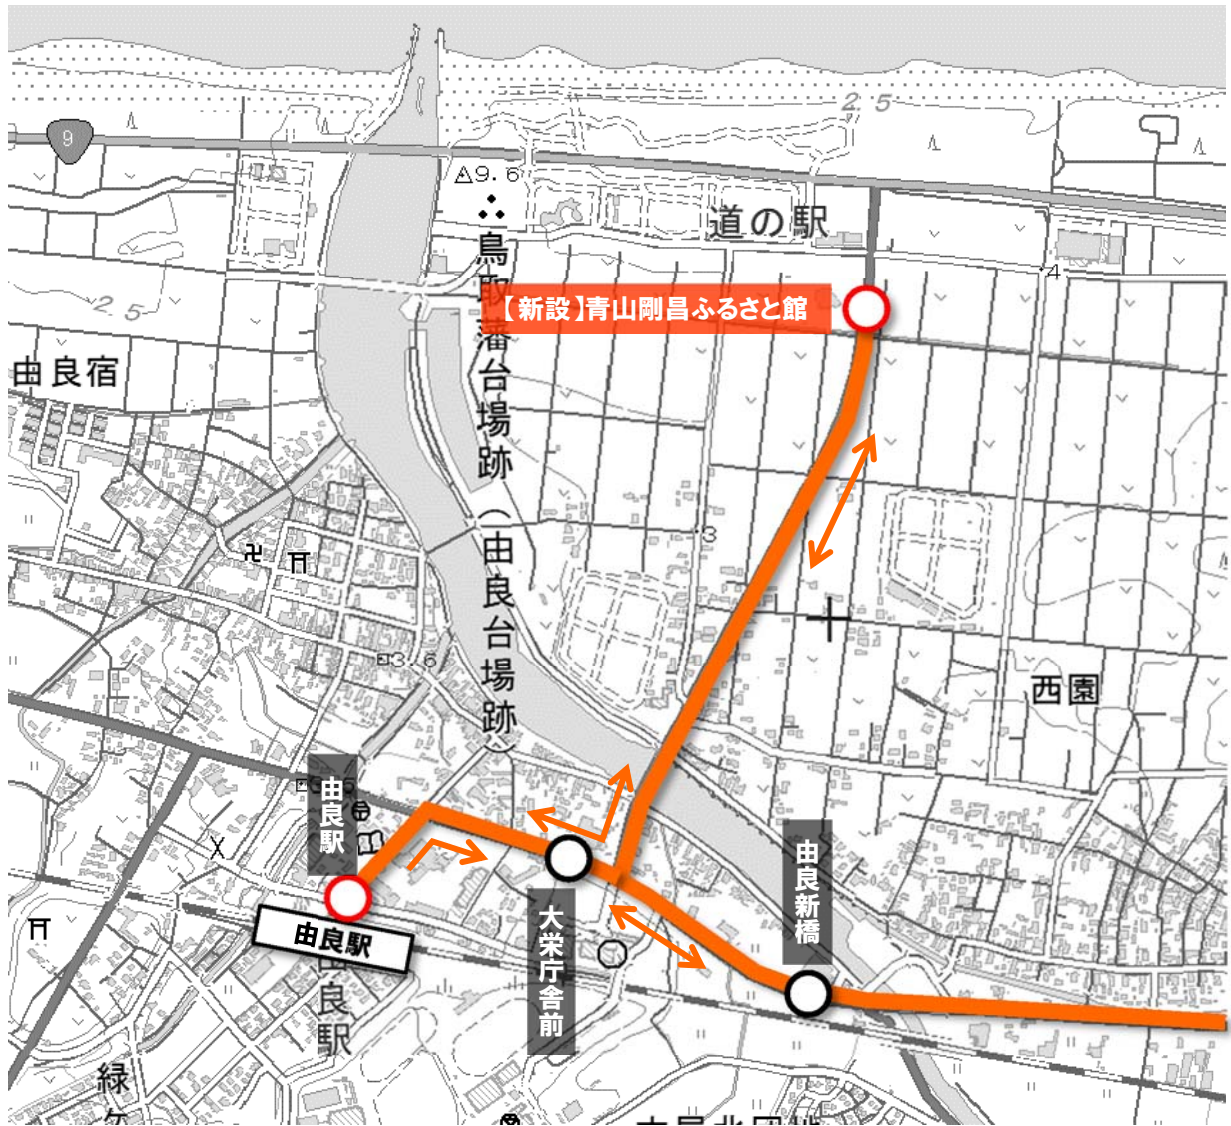 2.5
9
9.6
道の駅
鳥取藩台場跡（由良台場跡）
4
【新設】青山剛昌ふるさと館
2.5
由良宿
3
3.6
西園
由良駅
由良新橋
大栄庁舎前
由良駅
由良駅
緑ケ